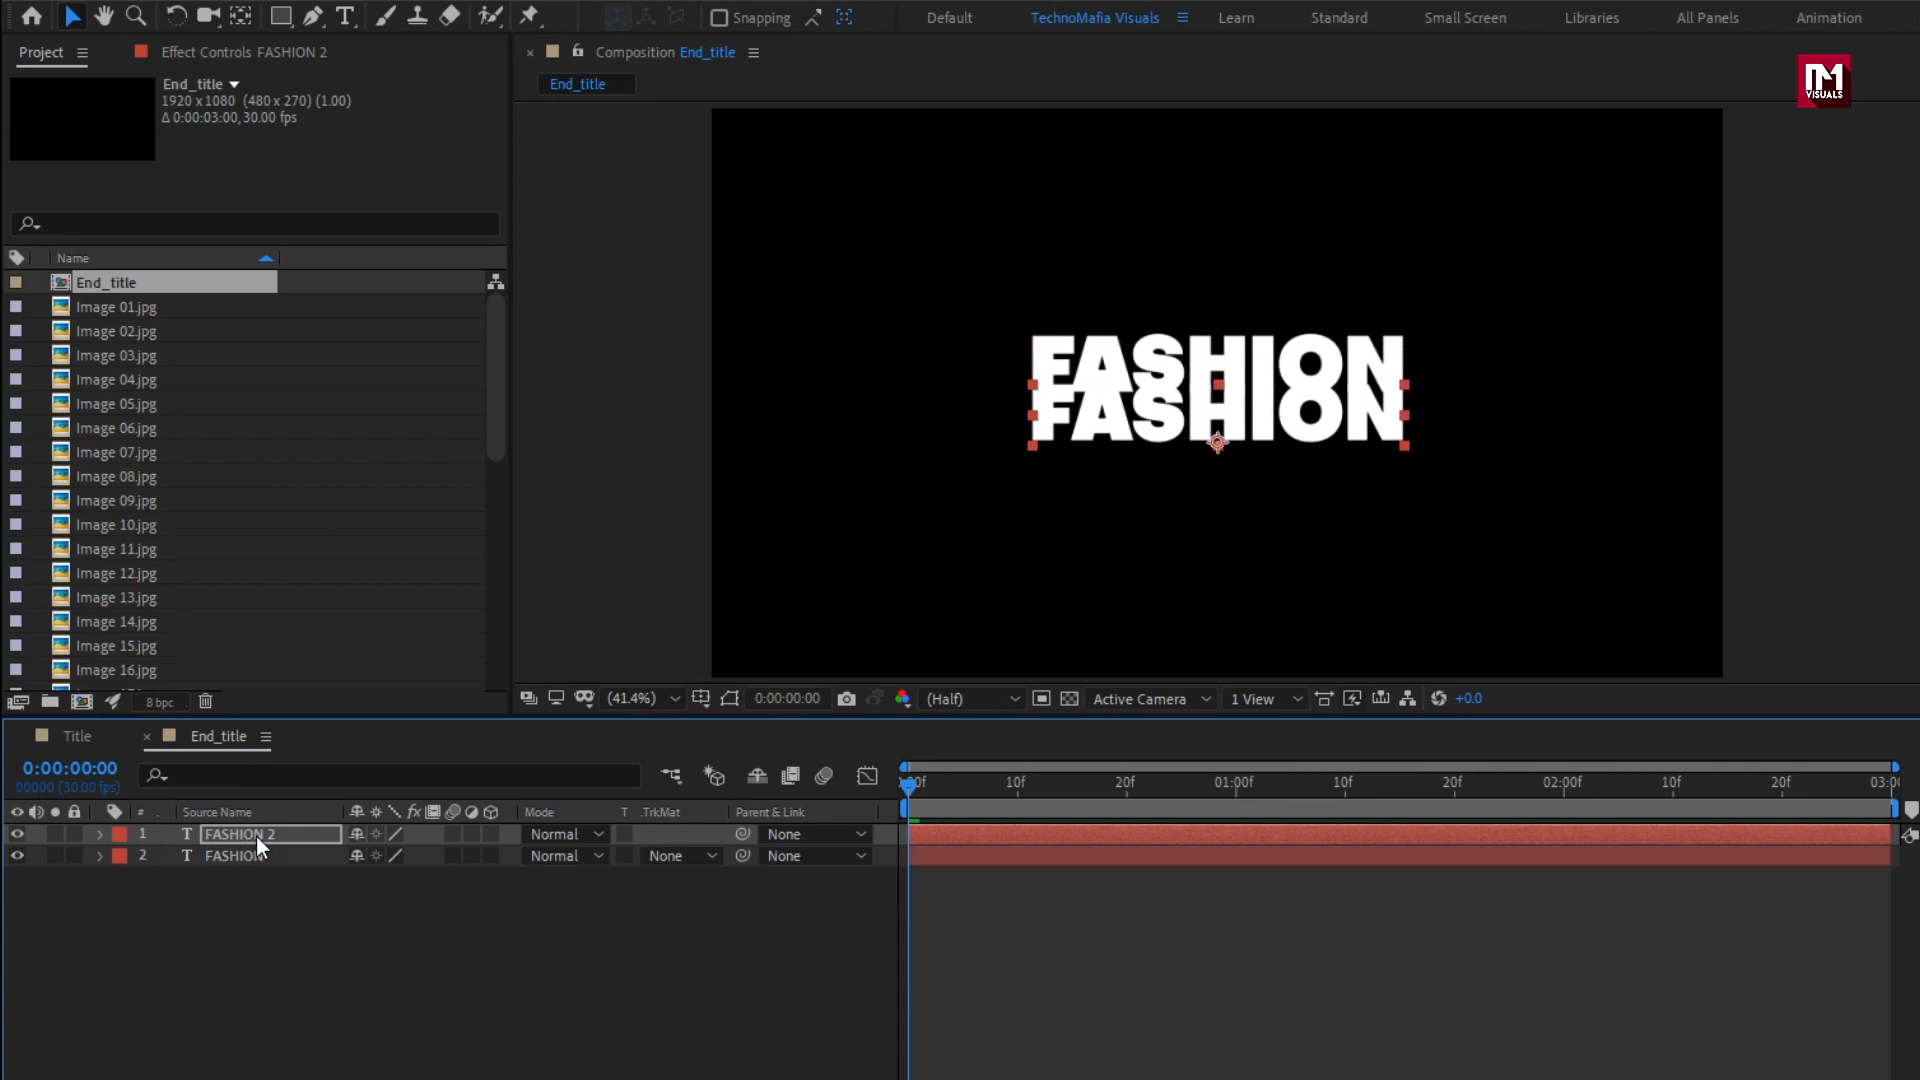 Snapping
Default
TechnoMafia Visuals
Learn
Standard
Small Screen
Libraries
All Panels
Animation
Project
Effect Controls FASHION 2
Composition End_title
VISUALS
End_title
1920 x 1080 (480 x 270) (1.00)
Δ 0:00:03:00, 30.00 fps
End_title
FASHION
FASHION
Name
End_title
Image 01.jpg
Image 02.jpg
Image 03.jpg
Image 04.jpg
Image 05.jpg
Image 06.jpg
Image 07.jpg
Image 08.jpg
Image 09.jpg
Image 10.jpg
Image 11.jpg
Image 12.jpg
Image 13.jpg
Image 14.jpg
Image 15.jpg
Image 16.jpg
8 bpc
(41.4%)
0:00:00:00
(Half)
Active Camera
1 View
+0.0
Title
End_title
0:00:00:00
00000 (30.00 fps)
:00f 10f 20f 01:00f 10f 20f 02:00f 10f 20f 03:0
# Source Name fx Mode T .TrkMat Parent & Link
1 T FASHION 2 Normal None
2 T FASHION Normal None None